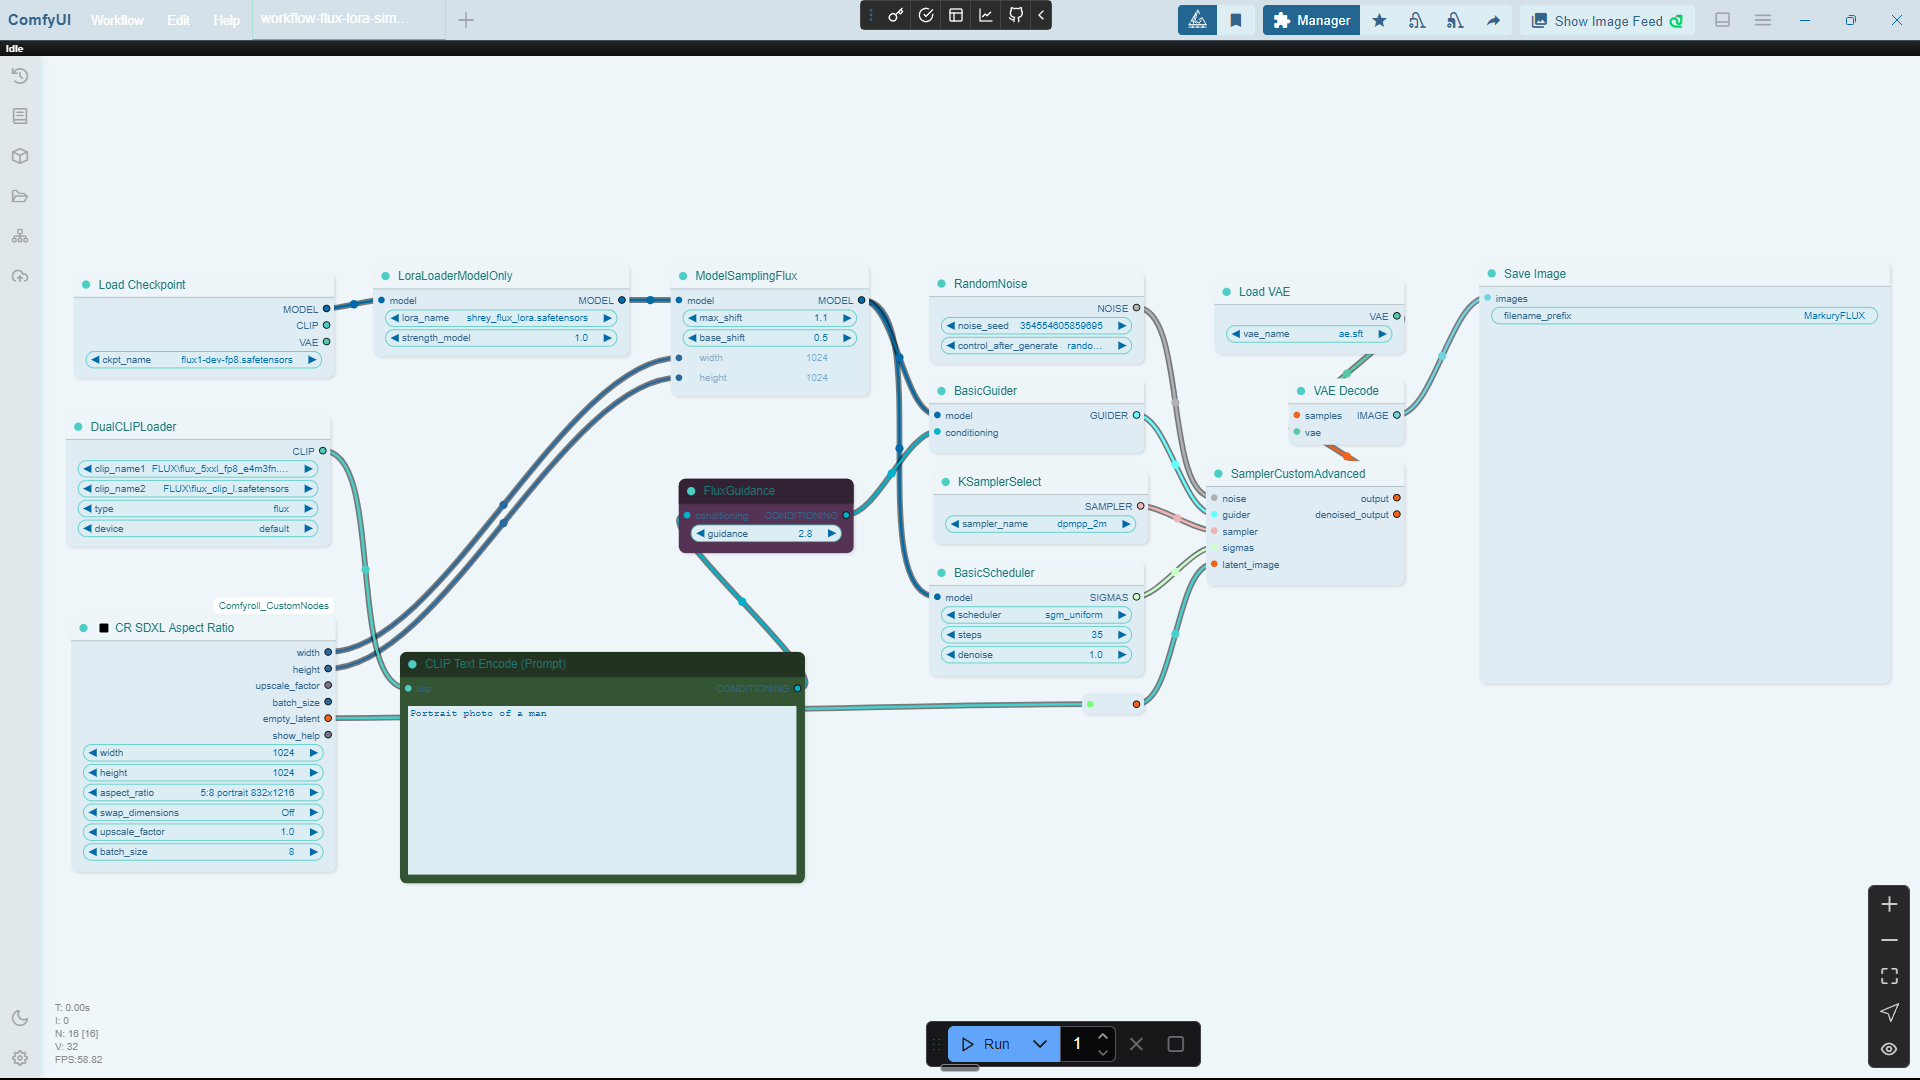 ComfyUI
Workflow
Edit
Help
workflow-flux-lora-sim...
Manager
Show Image Feed
Idle
Load Checkpoint
MODEL
CLIP
VAE
ckpt_name flux1-dev-fp8.safetensors
LoraLoaderModelOnly
model MODEL
lora_name shrey_flux_lora.safetensors
strength_model 1.0
ModelSamplingFlux
model MODEL
max_shift 1.1
base_shift 0.5
width 1024
height 1024
RandomNoise
NOISE
noise_seed 354554605859695
control_after_generate rando...
Load VAE
VAE
vae_name ae.sft
Save Image
images
filename_prefix MarkuryFLUX
BasicGuider
model GUIDER
conditioning
VAE Decode
samples IMAGE
vae
DualCLIPLoader
CLIP
clip_name1 FLUX\flux_5xxl_fp8_e4m3fn....
clip_name2 FLUX\flux_clip_l.safetensors
type flux
device default
FluxGuidance
conditioning CONDITIONING
guidance 2.8
KSamplerSelect
SAMPLER
sampler_name dpmpp_2m
SamplerCustomAdvanced
noise output
guider denoised_output
sampler
sigmas
latent_image
BasicScheduler
model SIGMAS
scheduler sgm_uniform
steps 35
denoise 1.0
Comfyroll_CustomNodes
CR SDXL Aspect Ratio
width
height
upscale_factor
batch_size
empty_latent
show_help
width 1024
height 1024
aspect_ratio 5:8 portrait 832x1216
swap_dimensions Off
upscale_factor 1.0
batch_size 8
CLIP Text Encode (Prompt)
clip CONDITIONING
Portrait photo of a man
T: 0.00s
I: 0
N: 16 [16]
V: 32
FPS:58.82
Run
1